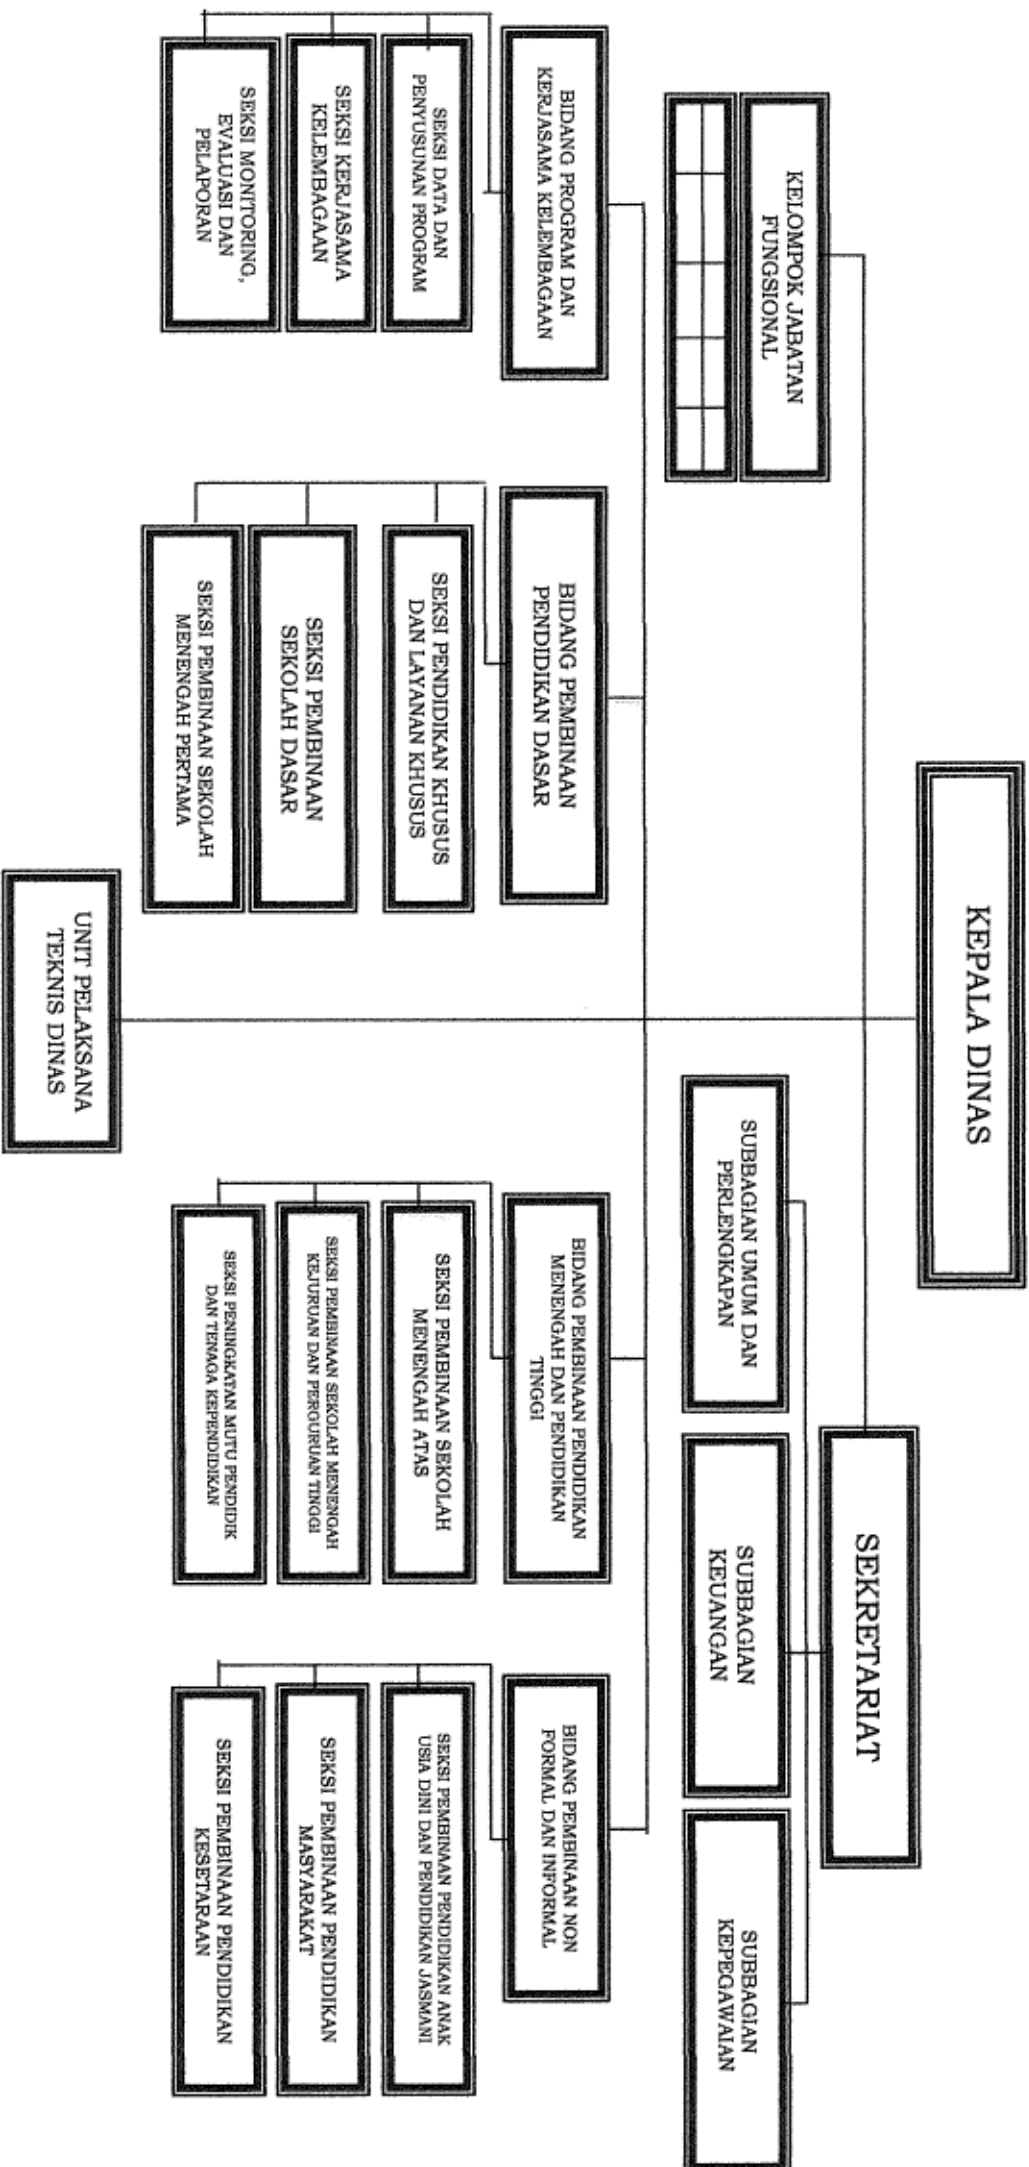 KEPALA DINAS
KELOMPOK JABATAN
FUNGSIONAL
SEKRETARIAT
SUBBAGIAN UMUM DAN
PERLENGKAPAN
SUBBAGIAN
KEUANGAN
SUBBAGIAN
KEPEGAWAIAN
BIDANG PROGRAM DAN
KERJASAMA KELEMBAGAAN
SEKSI DATA DAN
PENYUSUNAN PROGRAM
SEKSI KERJASAMA
KELEMBAGAAN
SEKSI MONITORING,
EVALUASI DAN
PELAPORAN
BIDANG PEMBINAAN
PENDIDIKAN DASAR
SEKSI PENDIDIKAN KHUSUS
DAN LAYANAN KHUSUS
SEKSI PEMBINAAN
SEKOLAH DASAR
SEKSI PEMBINAAN SEKOLAH
MENENGAH PERTAMA
BIDANG PEMBINAAN PENDIDIKAN
MENENGAH DAN PENDIDIKAN
TINGGI
SEKSI PEMBINAAN SEKOLAH
MENENGAH ATAS
SEKSI PEMBINAAN SEKOLAH MENENGAH
KEJURUAN DAN PERGURUAN TINGGI
SEKSI PENINGKATAN MUTU PENDIDIK
DAN TENAGA KEPENDIDIKAN
BIDANG PEMBINAAN NON
FORMAL DAN INFORMAL
SEKSI PEMBINAAN PENDIDIKAN ANAK
USIA DINI DAN PENDIDIKAN JASMANI
SEKSI PEMBINAAN PENDIDIKAN
MASYARAKAT
SEKSI PEMBINAAN PENDIDIKAN
KESETARAAN
UNIT PELAKSANA
TEKNIS DINAS